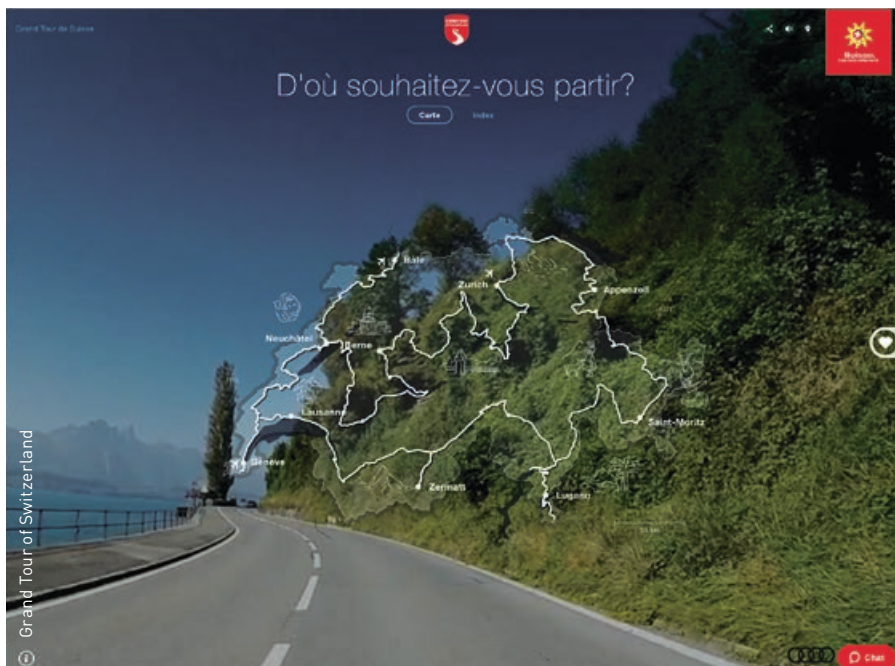 Grand Tour de Suisse
D'où souhaitez-vous partir?
Carte
Index
Bâle
Zurich
Appenzell
Neuchâtel
Berne
Lausanne
Saint-Moritz
Genève
Zermatt
Lugano
Grand Tour of Switzerland
Chat